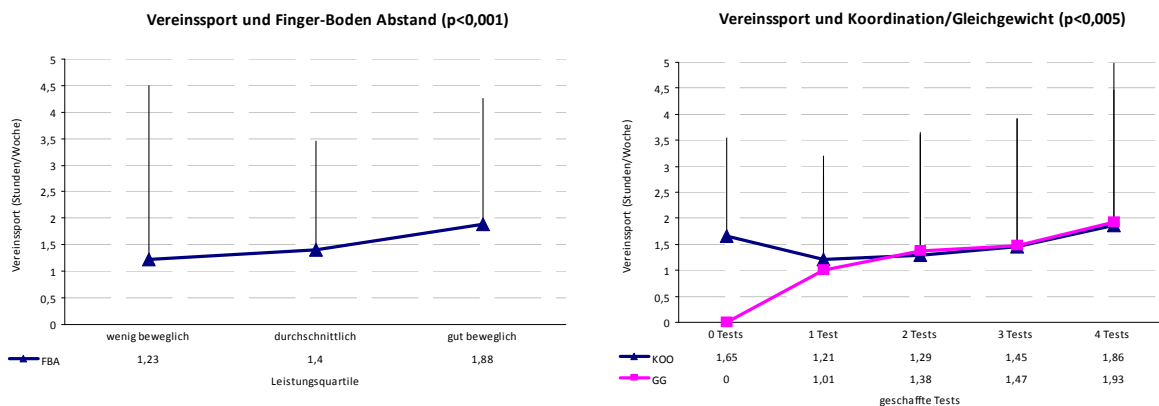 Vereinssport und Finger-Boden Abstand (p<0,001)
Vereinssport (Stunden/Woche)
5
4,5
4
3,5
3
2,5
2
1,5
1
0,5
0
wenig beweglich durchschnittlich gut beweglich
FBA 1,23 1,4 1,88
Leistungsquartile
Vereinssport und Koordination/Gleichgewicht (p<0,005)
Vereinssport (Stunden/Woche)
5
4,5
4
3,5
3
2,5
2
1,5
1
0,5
0
0 Tests 1 Test 2 Tests 3 Tests 4 Tests
KOO 1,65 1,21 1,29 1,45 1,86
GG 0 1,01 1,38 1,47 1,93
geschaffte Tests